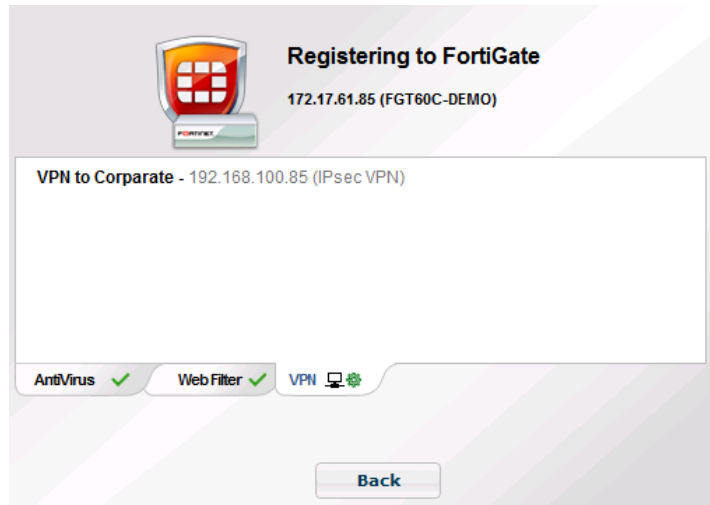 Registering to FortiGate
172.17.61.85 (FGT60C-DEMO)
FORTINET
VPN to Corparate - 192.168.100.85 (IPsec VPN)
AntiVirus
Web Filter
VPN
Back